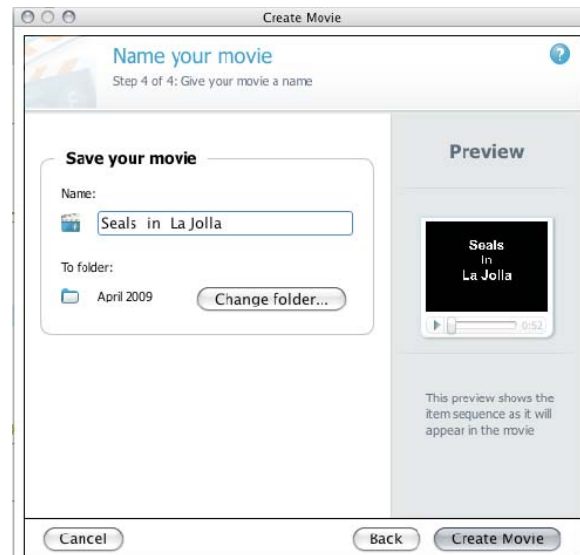 Create Movie
Name your movie
?
Step 4 of 4: Give your movie a name
Save your movie
Name:
Seals in La Jolla
To folder:
April 2009
Change folder...
Preview
Seals
In
La Jolla
0:52
This preview shows the
item sequence as it will
appear in the movie
Cancel
Back
Create Movie